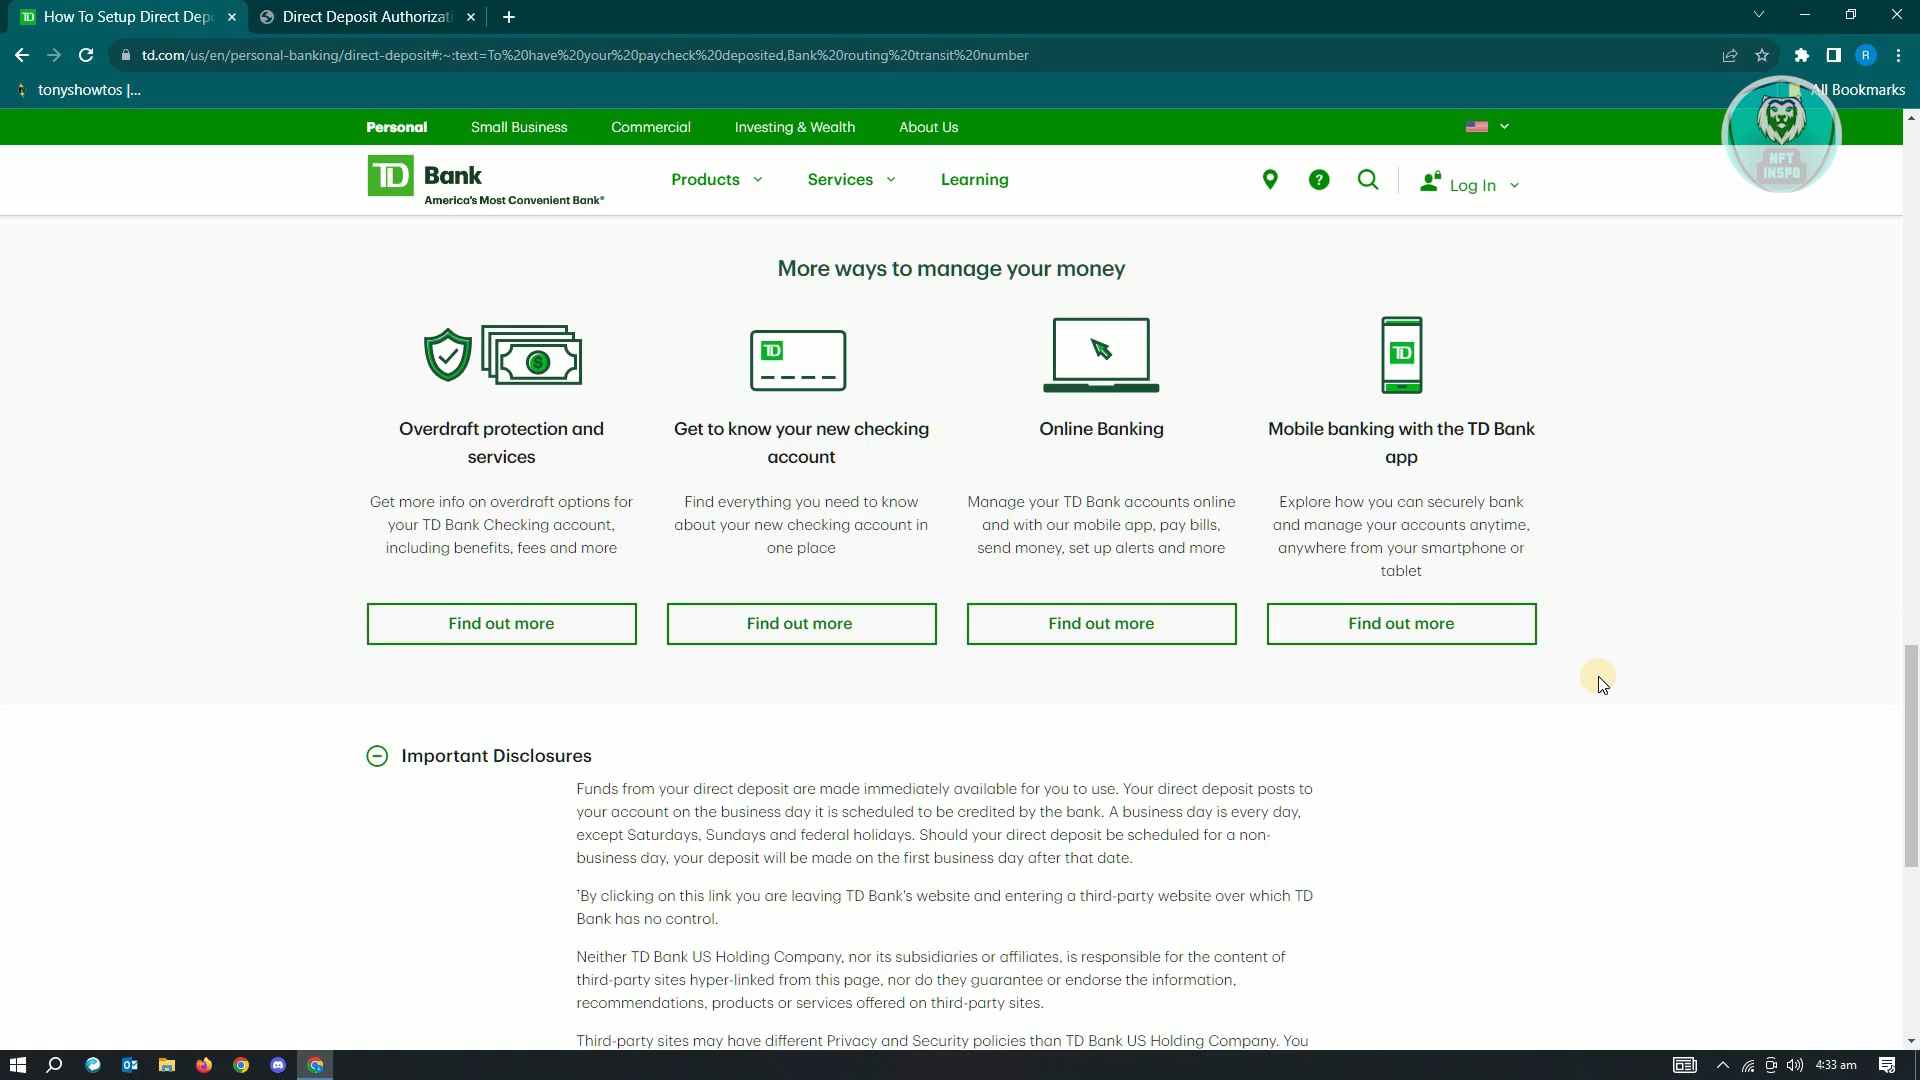 How To Setup Direct Dep
Direct Deposit Authorizati
td.com/us/en/personal-banking/direct-deposit#:~:text=To%20have%20your%20paycheck%20deposited,Bank%20routing%20transit%20number
R
tonyshowtos |...
All Bookmarks
Personal
Small Business
Commercial
Investing & Wealth
About Us
NFT
INSPO
TD Bank
America's Most Convenient Bank®
Products
Services
Learning
?
Log In
More ways to manage your money
TD
TD
Overdraft protection and
services
Get to know your new checking
account
Online Banking
Mobile banking with the TD Bank
app
Get more info on overdraft options for
your TD Bank Checking account,
including benefits, fees and more
Find everything you need to know
about your new checking account in
one place
Manage your TD Bank accounts online
and with our mobile app, pay bills,
send money, set up alerts and more
Explore how you can securely bank
and manage your accounts anytime,
anywhere from your smartphone or
tablet
Find out more
Find out more
Find out more
Find out more
Important Disclosures
Funds from your direct deposit are made immediately available for you to use. Your direct deposit posts to
your account on the business day it is scheduled to be credited by the bank. A business day is every day,
except Saturdays, Sundays and federal holidays. Should your direct deposit be scheduled for a non-
business day, your deposit will be made on the first business day after that date.
†By clicking on this link you are leaving TD Bank's website and entering a third-party website over which TD
Bank has no control.
Neither TD Bank US Holding Company, nor its subsidiaries or affiliates, is responsible for the content of
third-party sites hyper-linked from this page, nor do they guarantee or endorse the information,
recommendations, products or services offered on third-party sites.
Third-party sites may have different Privacy and Security policies than TD Bank US Holding Company. You
4:33 am